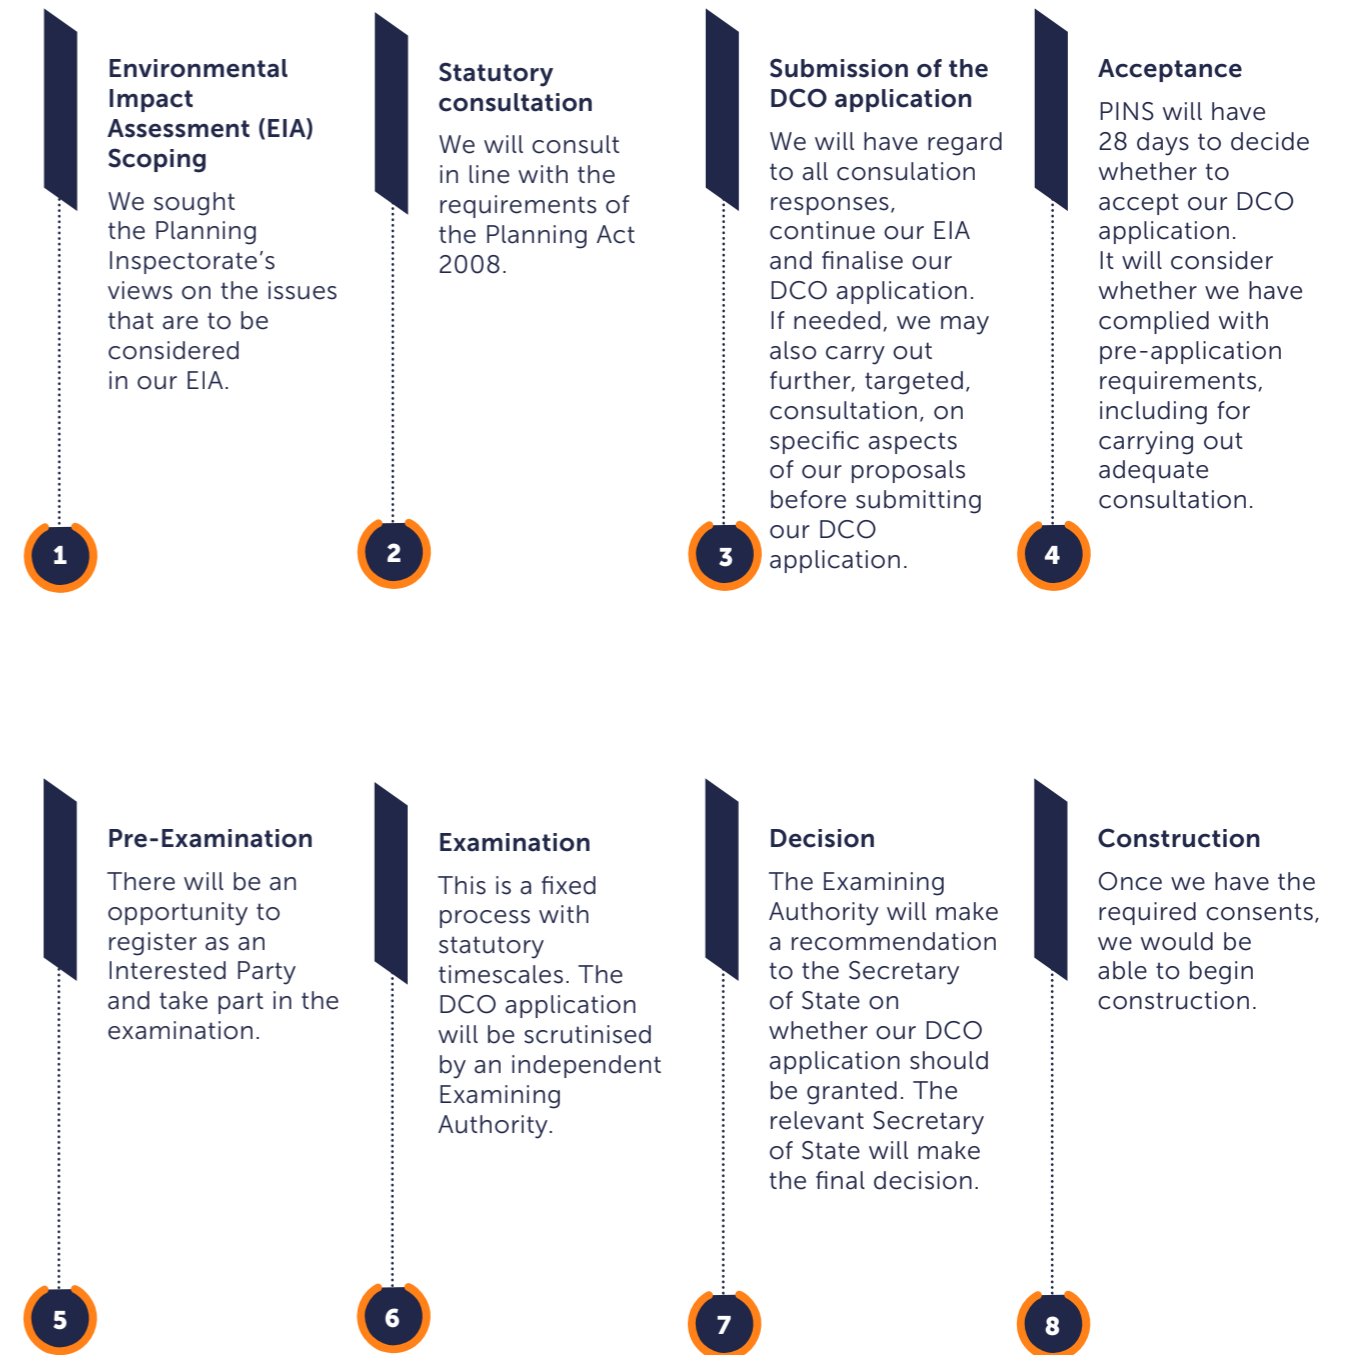 Environmental
Impact
Assessment (EIA)
Scoping
We sought
the Planning
Inspectorate's
views on the issues
that are to be
considered
in our EIA.
1
Statutory
consultation
We will consult
in line with the
requirements of
the Planning Act
2008.
2
Submission of the
DCO application
We will have regard
to all consulation
responses,
continue our EIA
and finalise our
DCO application.
If needed, we may
also carry out
further, targeted,
consultation, on
specific aspects
of our proposals
before submitting
our DCO
application.
3
Acceptance
PINS will have
28 days to decide
whether to
accept our DCO
application.
It will consider
whether we have
complied with
pre-application
requirements,
including for
carrying out
adequate
consultation.
4
Pre-Examination
There will be an
opportunity to
register as an
Interested Party
and take part in the
examination.
5
Examination
This is a fixed
process with
statutory
timescales. The
DCO application
will be scrutinised
by an independent
Examining
Authority.
6
Decision
The Examining
Authority will make
a recommendation
to the Secretary
of State on
whether our DCO
application should
be granted. The
relevant Secretary
of State will make
the final decision.
7
Construction
Once we have the
required consents,
we would be
able to begin
construction.
8